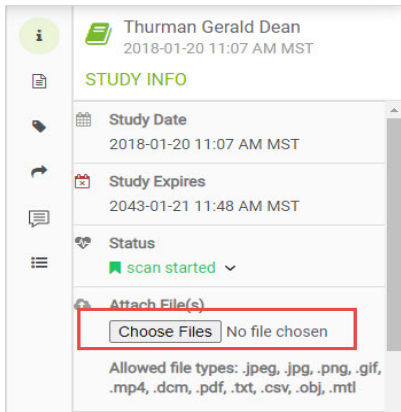 Thurman Gerald Dean
2018-01-20 11:07 AM MST
STUDY INFO
Study Date
2018-01-20 11:07 AM MST
Study Expires
2043-01-21 11:48 AM MST
Status
scan started
Attach File(s)
Choose Files No file chosen
Allowed file types: .jpeg, .jpg, .png, .gif,
.mp4, .dcm, .pdf, .txt, .csv, .obj, .mtl